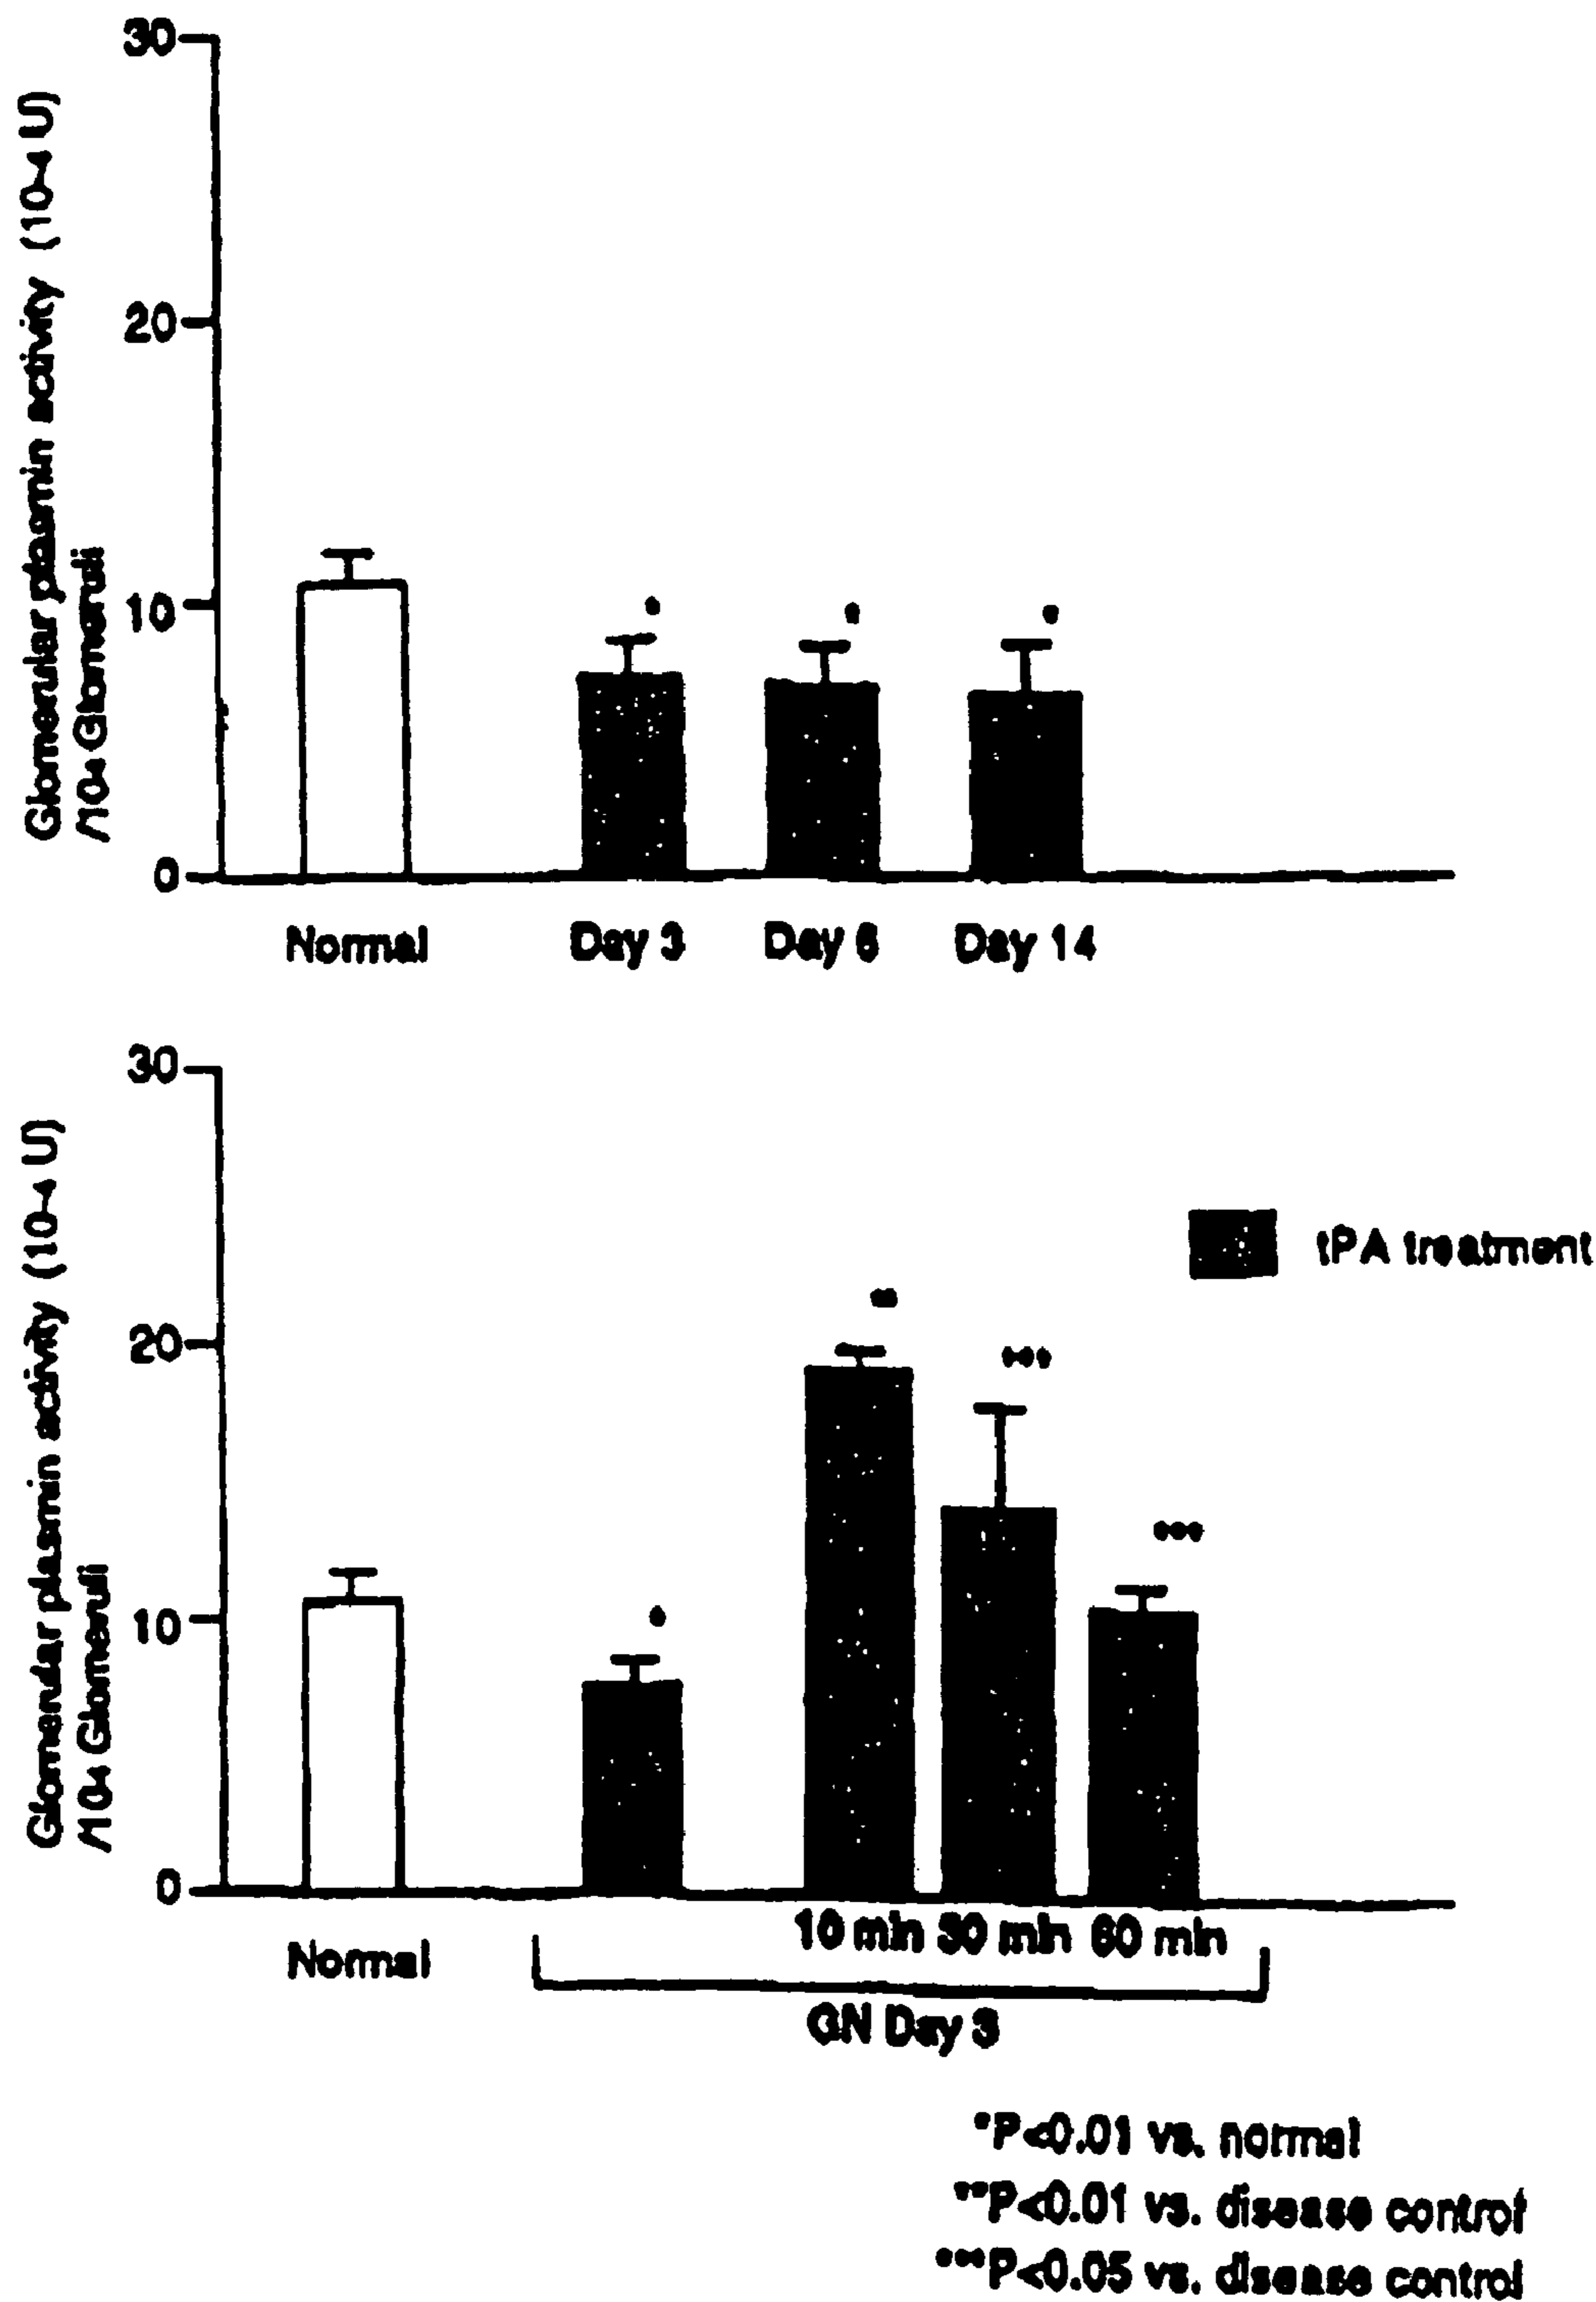 30
20
10
0
Glomerular plasmin activity (10-4 U)
/104 Glomeruli
Normal Day 3 Day 6 Day 14
30
20
10
0
Glomerular plasmin activity (10-4 U)
/104 Glomeruli
tPA treatment
*
**
***
***
10 min 30 min 60 min
Normal
GN Day 3
*P<0.01 vs. normal
**P<0.01 vs. disease control
***P<0.05 vs. disease control